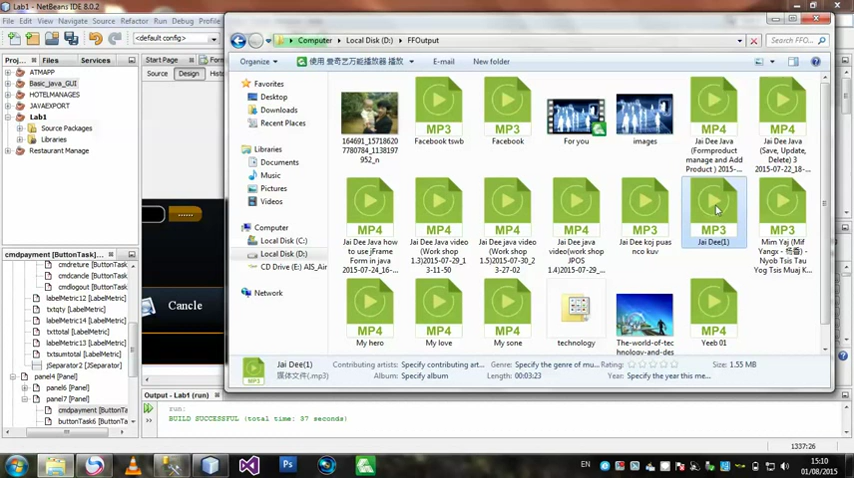 Lab1 - NetBeans IDE 8.0.2
File Edit View Navigate Source Refactor Debug Profile
<default config>
Proj... Files Services
ATMAPP
Basic_java_GUI
HOTELMANAGES
JAVAEXPORT
Lab1
Source Packages
Libraries
Restaurant Manage
Start Page
Source Design
Cancle
cmdpayment [ButtonTask]...
cmdreture [ButtonTask]
cmdcande [ButtonTask]
cmdlogout [ButtonTask]
labelMetric12 [LabelMetric]
txtqty [LabelMetric]
labelMetric13 [LabelMetric]
txttotal [LabelMetric]
labelMetric14 [LabelMetric]
txtsumtotal [LabelMetric]
jSeparator2 [JSeparator]
panel4 [Panel]
panel6 [Panel]
panel7 [Panel]
cmdpayment [ButtonTa
buttonTask6 [ButtonTa
Computer Local Disk (D:) FFOutput
Search FFO...
Organize 使用 爱奇艺万能播放器 播放 E-mail New folder
Favorites
Desktop
Downloads
Recent Places
Libraries
Documents
Music
Pictures
Videos
Computer
Local Disk (C:)
Local Disk (D:)
CD Drive (E:) AIS_Air
Network
164691_15718620
7780784_1138197
952_n
MP3
Facebook tswb
MP3
Facebook
For you
images
MP4
Jai Dee Java
(Formproduct
manage and Add
Product ) 2015-...
MP4
Jai Dee Java
(Save, Update,
Delete) 3
2015-07-22_18-...
MP4
Jai Dee Java how
to use jFrame
Form in java
2015-07-24_16-...
MP4
Jai Dee Java video
(Work shop
1.3)2015-07-30_1
3-11-50
MP4
Jai Dee Java video
(Work shop
1.5)2015-07-30_2
3-27-02
MP4
Jai Dee java
video(work shop
JPOS
1.4)2015-07-29_...
MP3
Jai Dee koj puas
nco kuv
MP3
Jai Dee(1)
MP3
Mim Yaj (Mif
Yangx - 杨番) -
Nyob Tsis Tau
Yog Tsis Muaj K...
MP4
My hero
MP4
My love
MP4
My sone
technology
The-world-of-tec
hnology-and-des
MP4
Yeeb 01
MP3
Jai Dee(1) Contributing artists: Specify contributing art... Genre: Specify the genre of mu... Rating: Size: 1.55 MB
媒体文件(.mp3) Album: Specify album Length: 00:03:23 Year: Specify the year this me...
Output - Lab1 (run)
run:
BUILD SUCCESSFUL (total time: 37 seconds)
1337:26
Ps
EN
15:10
01/08/2015